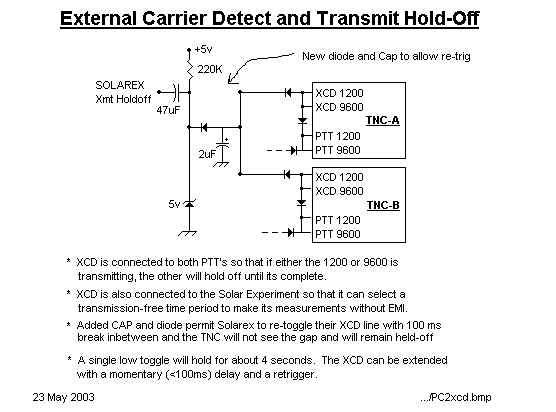 External Carrier Detect and Transmit Hold-Off
+5v
New diode and Cap to allow re-trig
220K
SOLAREX
Xmt Holdoff
47uF
XCD 1200
XCD 9600
TNC-A
PTT 1200
PTT 9600
+
2uF
XCD 1200
XCD 9600
5v
TNC-B
PTT 1200
PTT 9600
* XCD is connected to both PTT's so that if either the 1200 or 9600 is
transmitting, the other will hold off until its complete.
* XCD is also connected to the Solar Experiment so that it can select a
transmission-free time period to make its measurements without EMI.
* Added CAP and diode permit Solarex to re-toggle their XCD line with 100 ms
break inbetween and the TNC will not see the gap and will remain held-off
* A single low toggle will hold for about 4 seconds. The XCD can be extended
with a momentary (<100ms) delay and a retrigger.
23 May 2003
.../PC2xcd.bmp